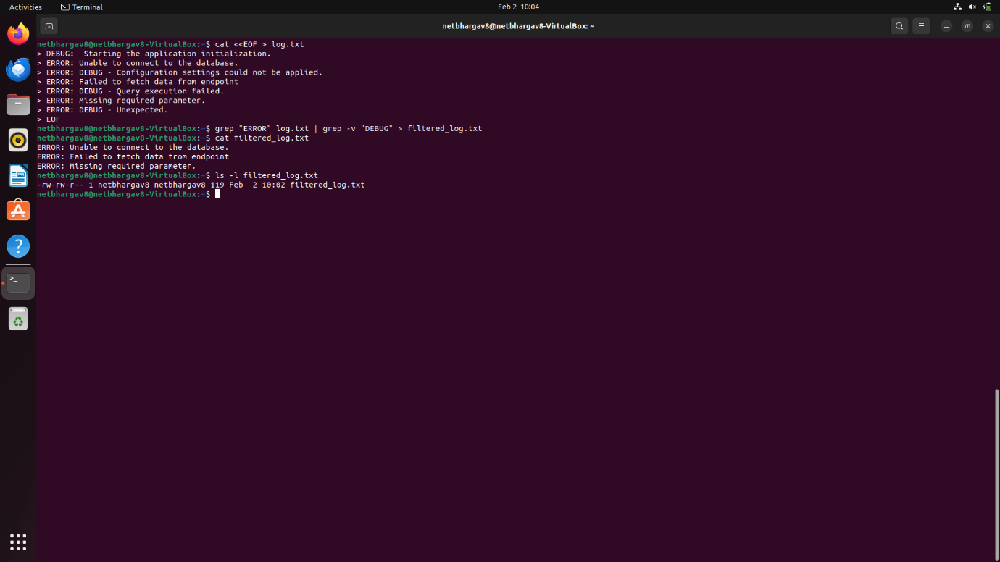 Activities Terminal Feb 2 10:04
netbhargav8@netbhargav8-VirtualBox: ~
netbhargav8@netbhargav8-VirtualBox:~$ cat <<EOF > log.txt
> DEBUG:  Starting the application initialization.
> ERROR: Unable to connect to the database.
> ERROR: DEBUG - Configuration settings could not be applied.
> ERROR: Failed to fetch data from endpoint
> ERROR: DEBUG - Query execution failed.
> ERROR: Missing required parameter.
> ERROR: DEBUG - Unexpected.
> EOF
netbhargav8@netbhargav8-VirtualBox:~$ grep "ERROR" log.txt | grep -v "DEBUG" > filtered_log.txt
netbhargav8@netbhargav8-VirtualBox:~$ cat filtered_log.txt
ERROR: Unable to connect to the database.
ERROR: Failed to fetch data from endpoint
ERROR: Missing required parameter.
netbhargav8@netbhargav8-VirtualBox:~$ ls -l filtered_log.txt
-rw-rw-r-- 1 netbhargav8 netbhargav8 119 Feb  2 10:02 filtered_log.txt
netbhargav8@netbhargav8-VirtualBox:~$